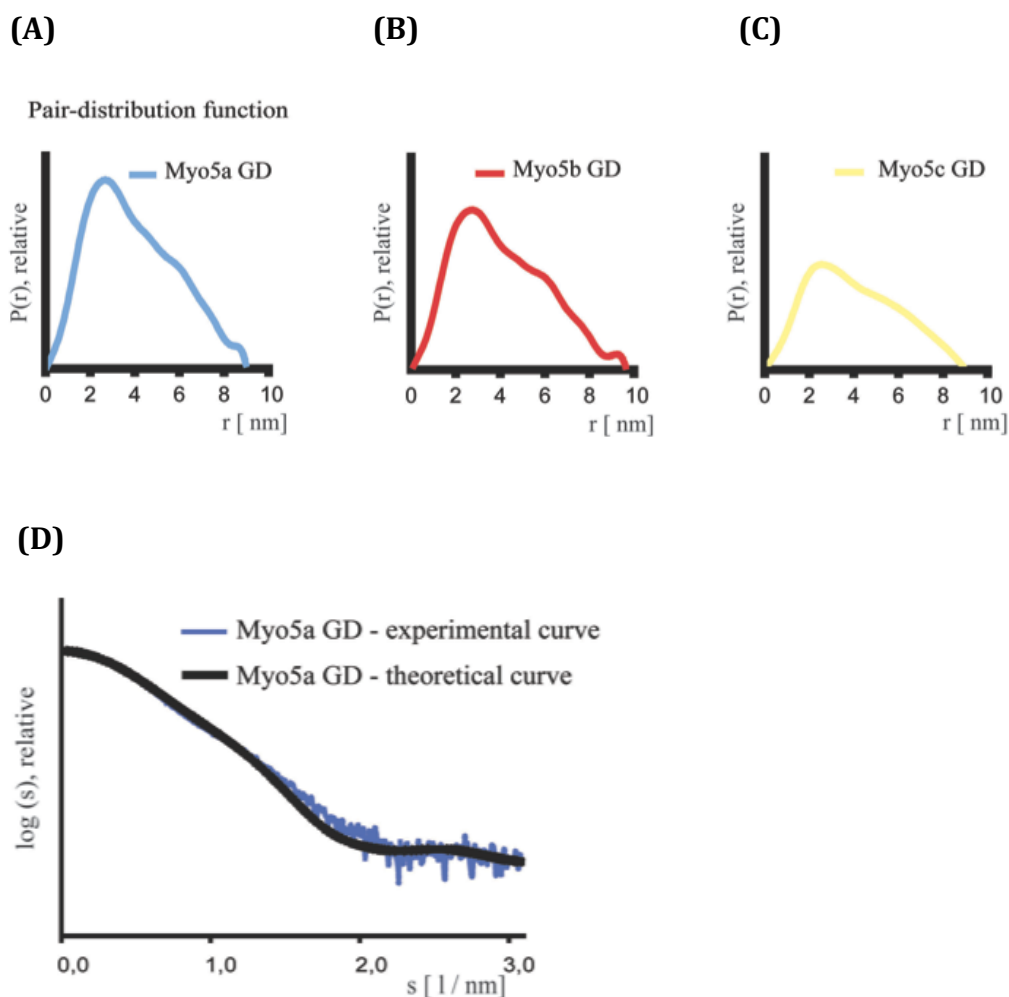 (A)
(B)
(C)
Pair-distribution function
Myo5a GD
P(r), relative
0 2 4 6 8 10
r [ nm]
Myo5b GD
P(r), relative
0 2 4 6 8 10
r [ nm]
Myo5c GD
P(r), relative
0 2 4 6 8 10
r [ nm]
(D)
Myo5a GD - experimental curve
Myo5a GD - theoretical curve
log (s), relative
0,0 1,0 2,0 3,0
s [ 1 / nm]